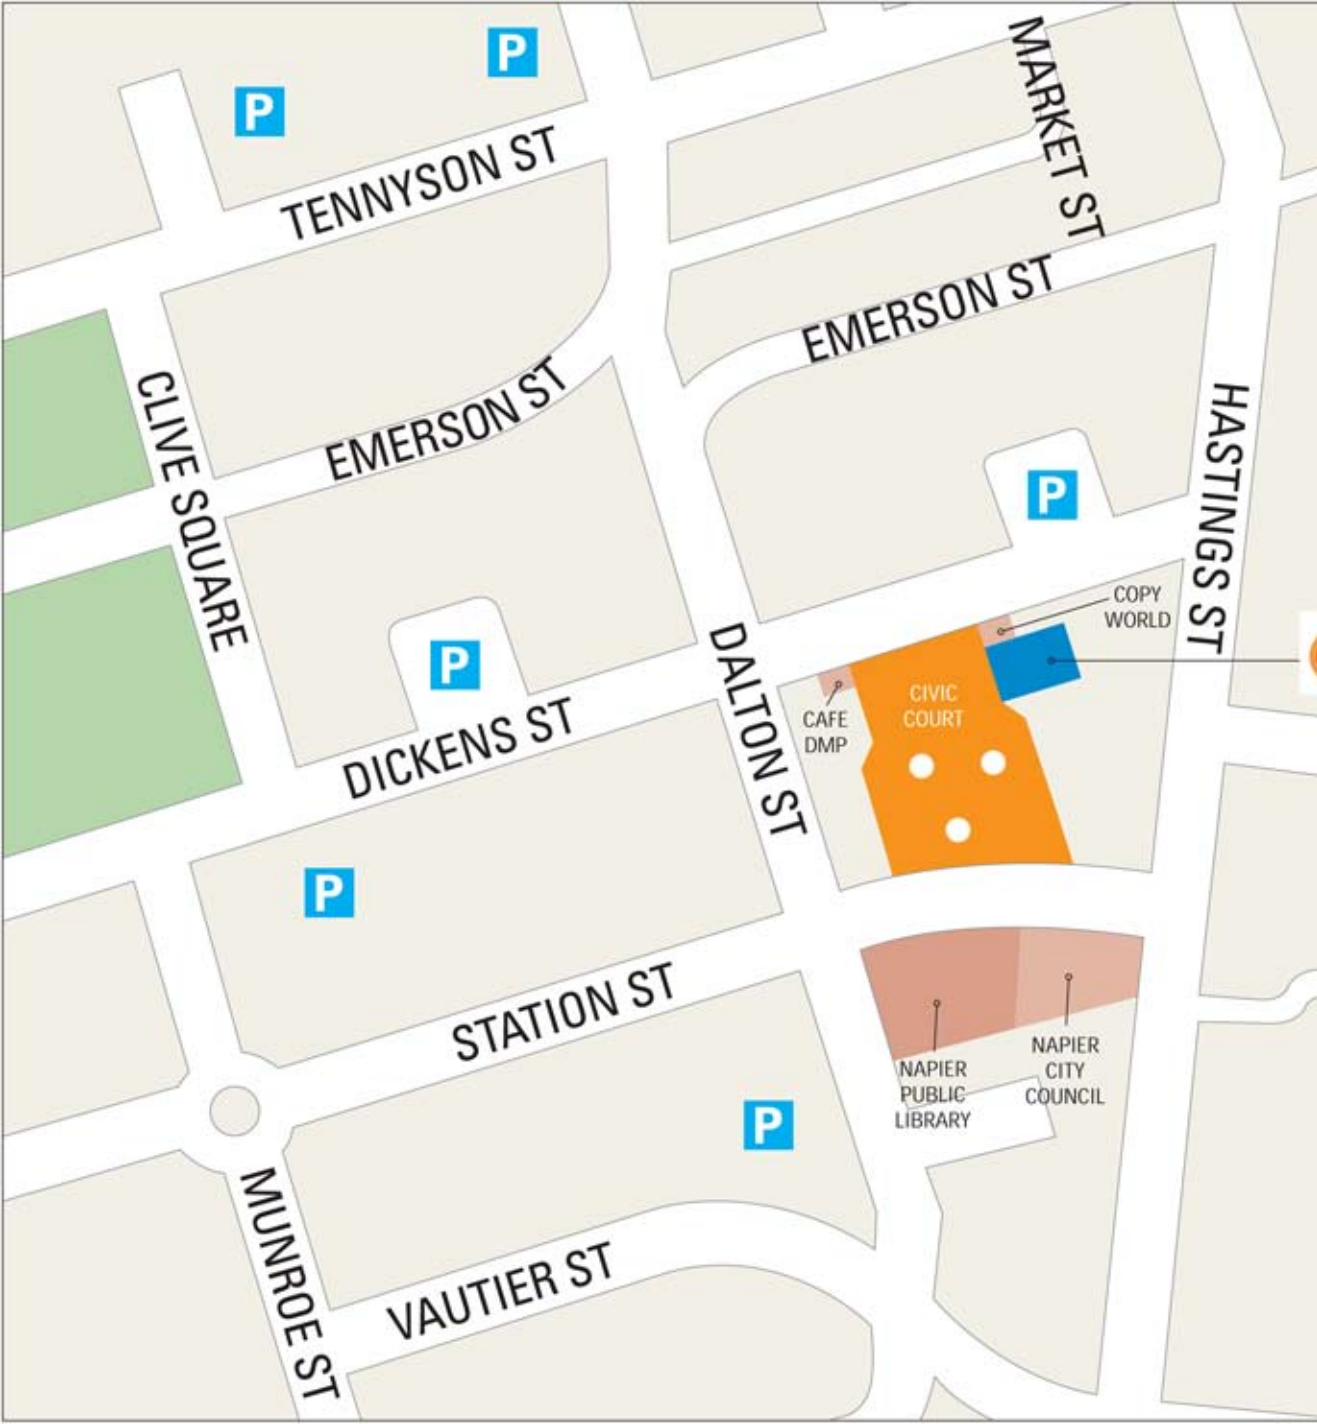 P
P
TENNYSON ST
MARKET ST
EMERSON ST
EMERSON ST
CLIVE SQUARE
HASTINGS ST
P
COPY
WORLD
P
DALTON ST
CAFE
DMP
CIVIC
COURT
DICKENS ST
P
STATION ST
NAPIER
PUBLIC
LIBRARY
NAPIER
CITY
COUNCIL
P
MUNROE ST
VAUTIER ST